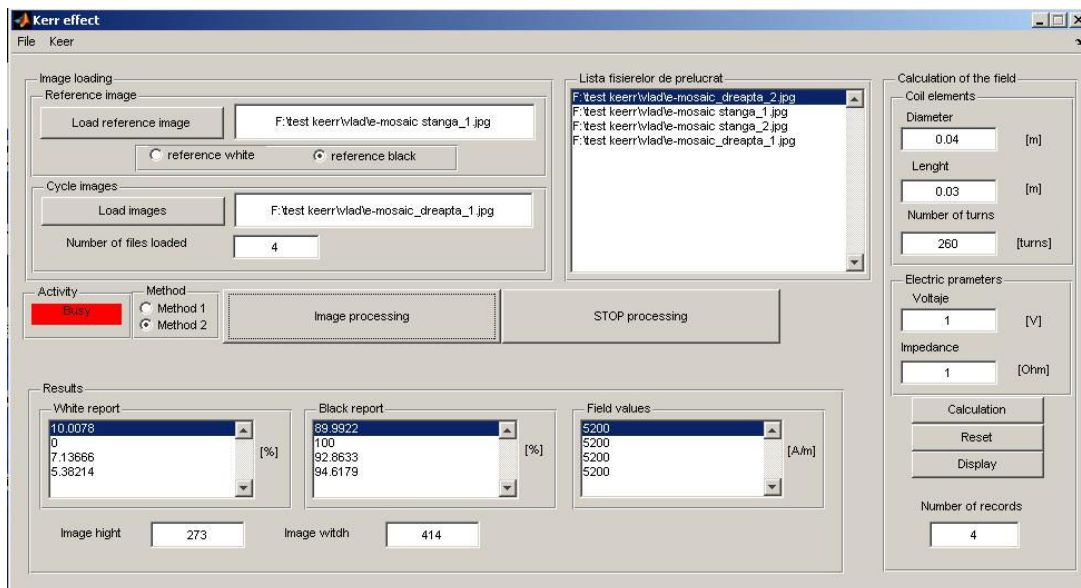 Kerr effect
File Keer
Image loading
Reference image
Load reference image
F:\test keerr\vlad\e-mosaic stanga_1.jpg
reference white reference black
Cycle images
Load images
F:\test keerr\vlad\e-mosaic_dreapta_1.jpg
Number of files loaded 4
Lista fisierelor de prelucrat
F:\test keerr\vlad\e-mosaic_dreapta_2.jpg
F:\test keerr\vlad\e-mosaic stanga_1.jpg
F:\test keerr\vlad\e-mosaic stanga_2.jpg
F:\test keerr\vlad\e-mosaic_dreapta_1.jpg
Calculation of the field
Coil elements
Diameter
0.04 [m]
Lenght
0.03 [m]
Number of turns
260 [turns]
Activity
Busy
Method
Method 1
Method 2
Image processing
STOP processing
Electric prameters
Voltaje
1 [V]
Impedance
1 [Ohm]
Calculation
Reset
Display
Number of records
4
Results
White report
10.0078
0
7.13666
5.38214
[%]
Black report
89.9922
100
92.8633
94.6179
[%]
Field values
5200
5200
5200
5200
[A/m]
Image hight 273 Image witdh 414